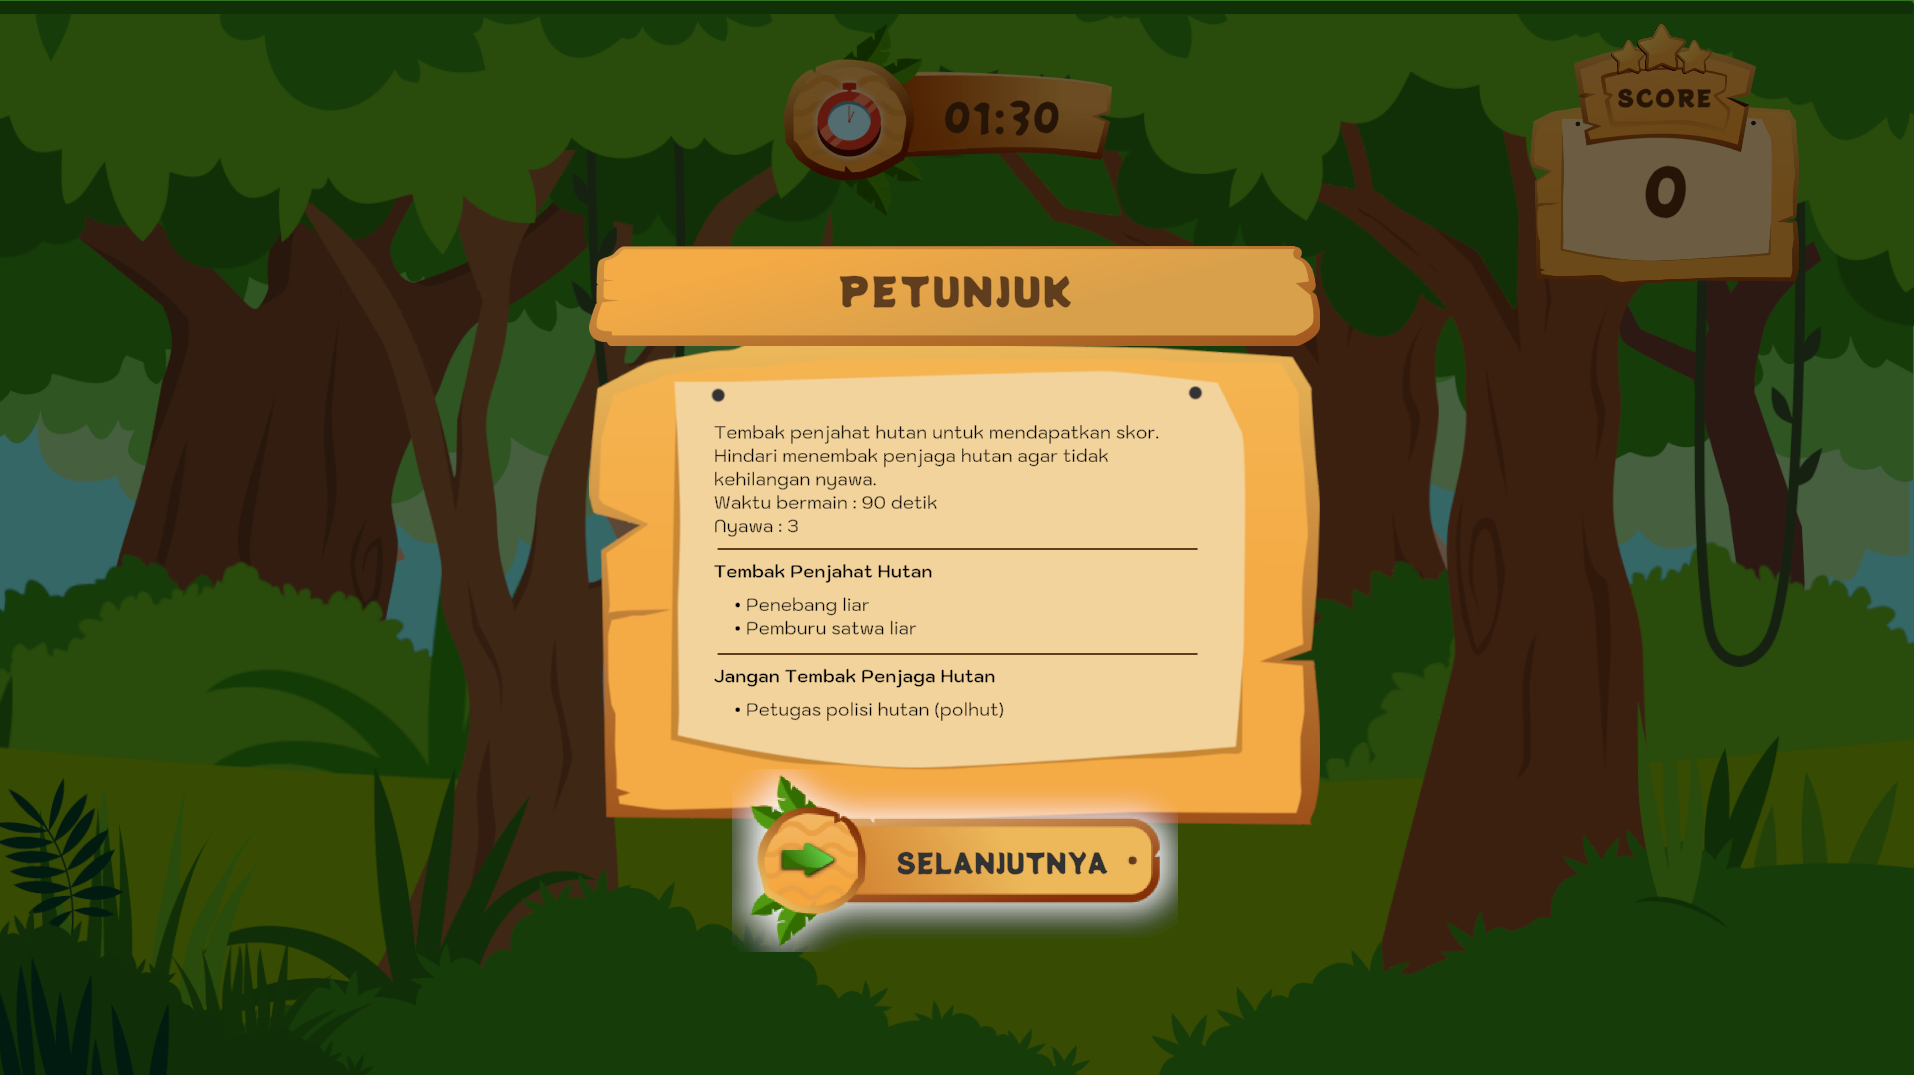 01:30
SCORE
0
PETUNJUK
Tembak penjahat hutan untuk mendapatkan skor.
Hindari menembak penjaga hutan agar tidak
kehilangan nyawa.
Waktu bermain : 90 detik
Nyawa : 3
Tembak Penjahat Hutan
• Penebang liar
• Pemburu satwa liar
Jangan Tembak Penjaga Hutan
• Petugas polisi hutan (polhut)
SELANJUTNYA